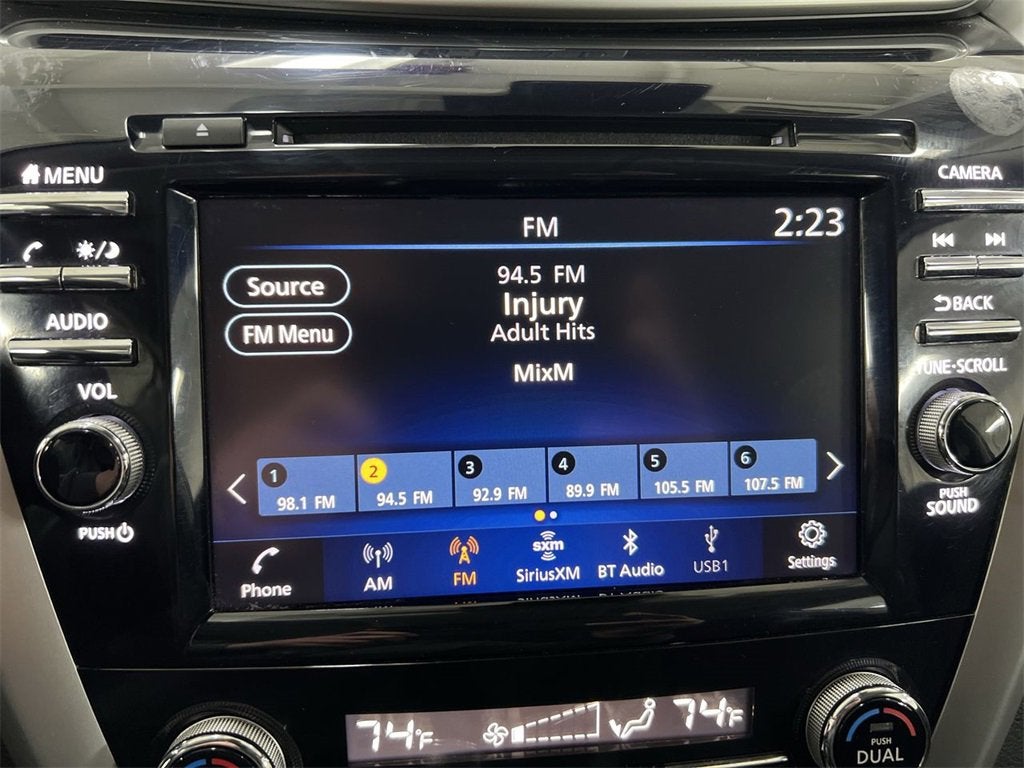 MENU
CAMERA
FM
2:23
Source
94.5 FM
Injury
Adult Hits
FM Menu
MixM
AUDIO
BACK
VOL
TUNE·SCROLL
1
98.1 FM
2
94.5 FM
3
92.9 FM
4
89.9 FM
5
105.5 FM
6
107.5 FM
PUSH
PUSH
SOUND
Phone
AM
FM
sxm
SiriusXM
BT Audio
USB1
Settings
74°F
74°F
PUSH
DUAL